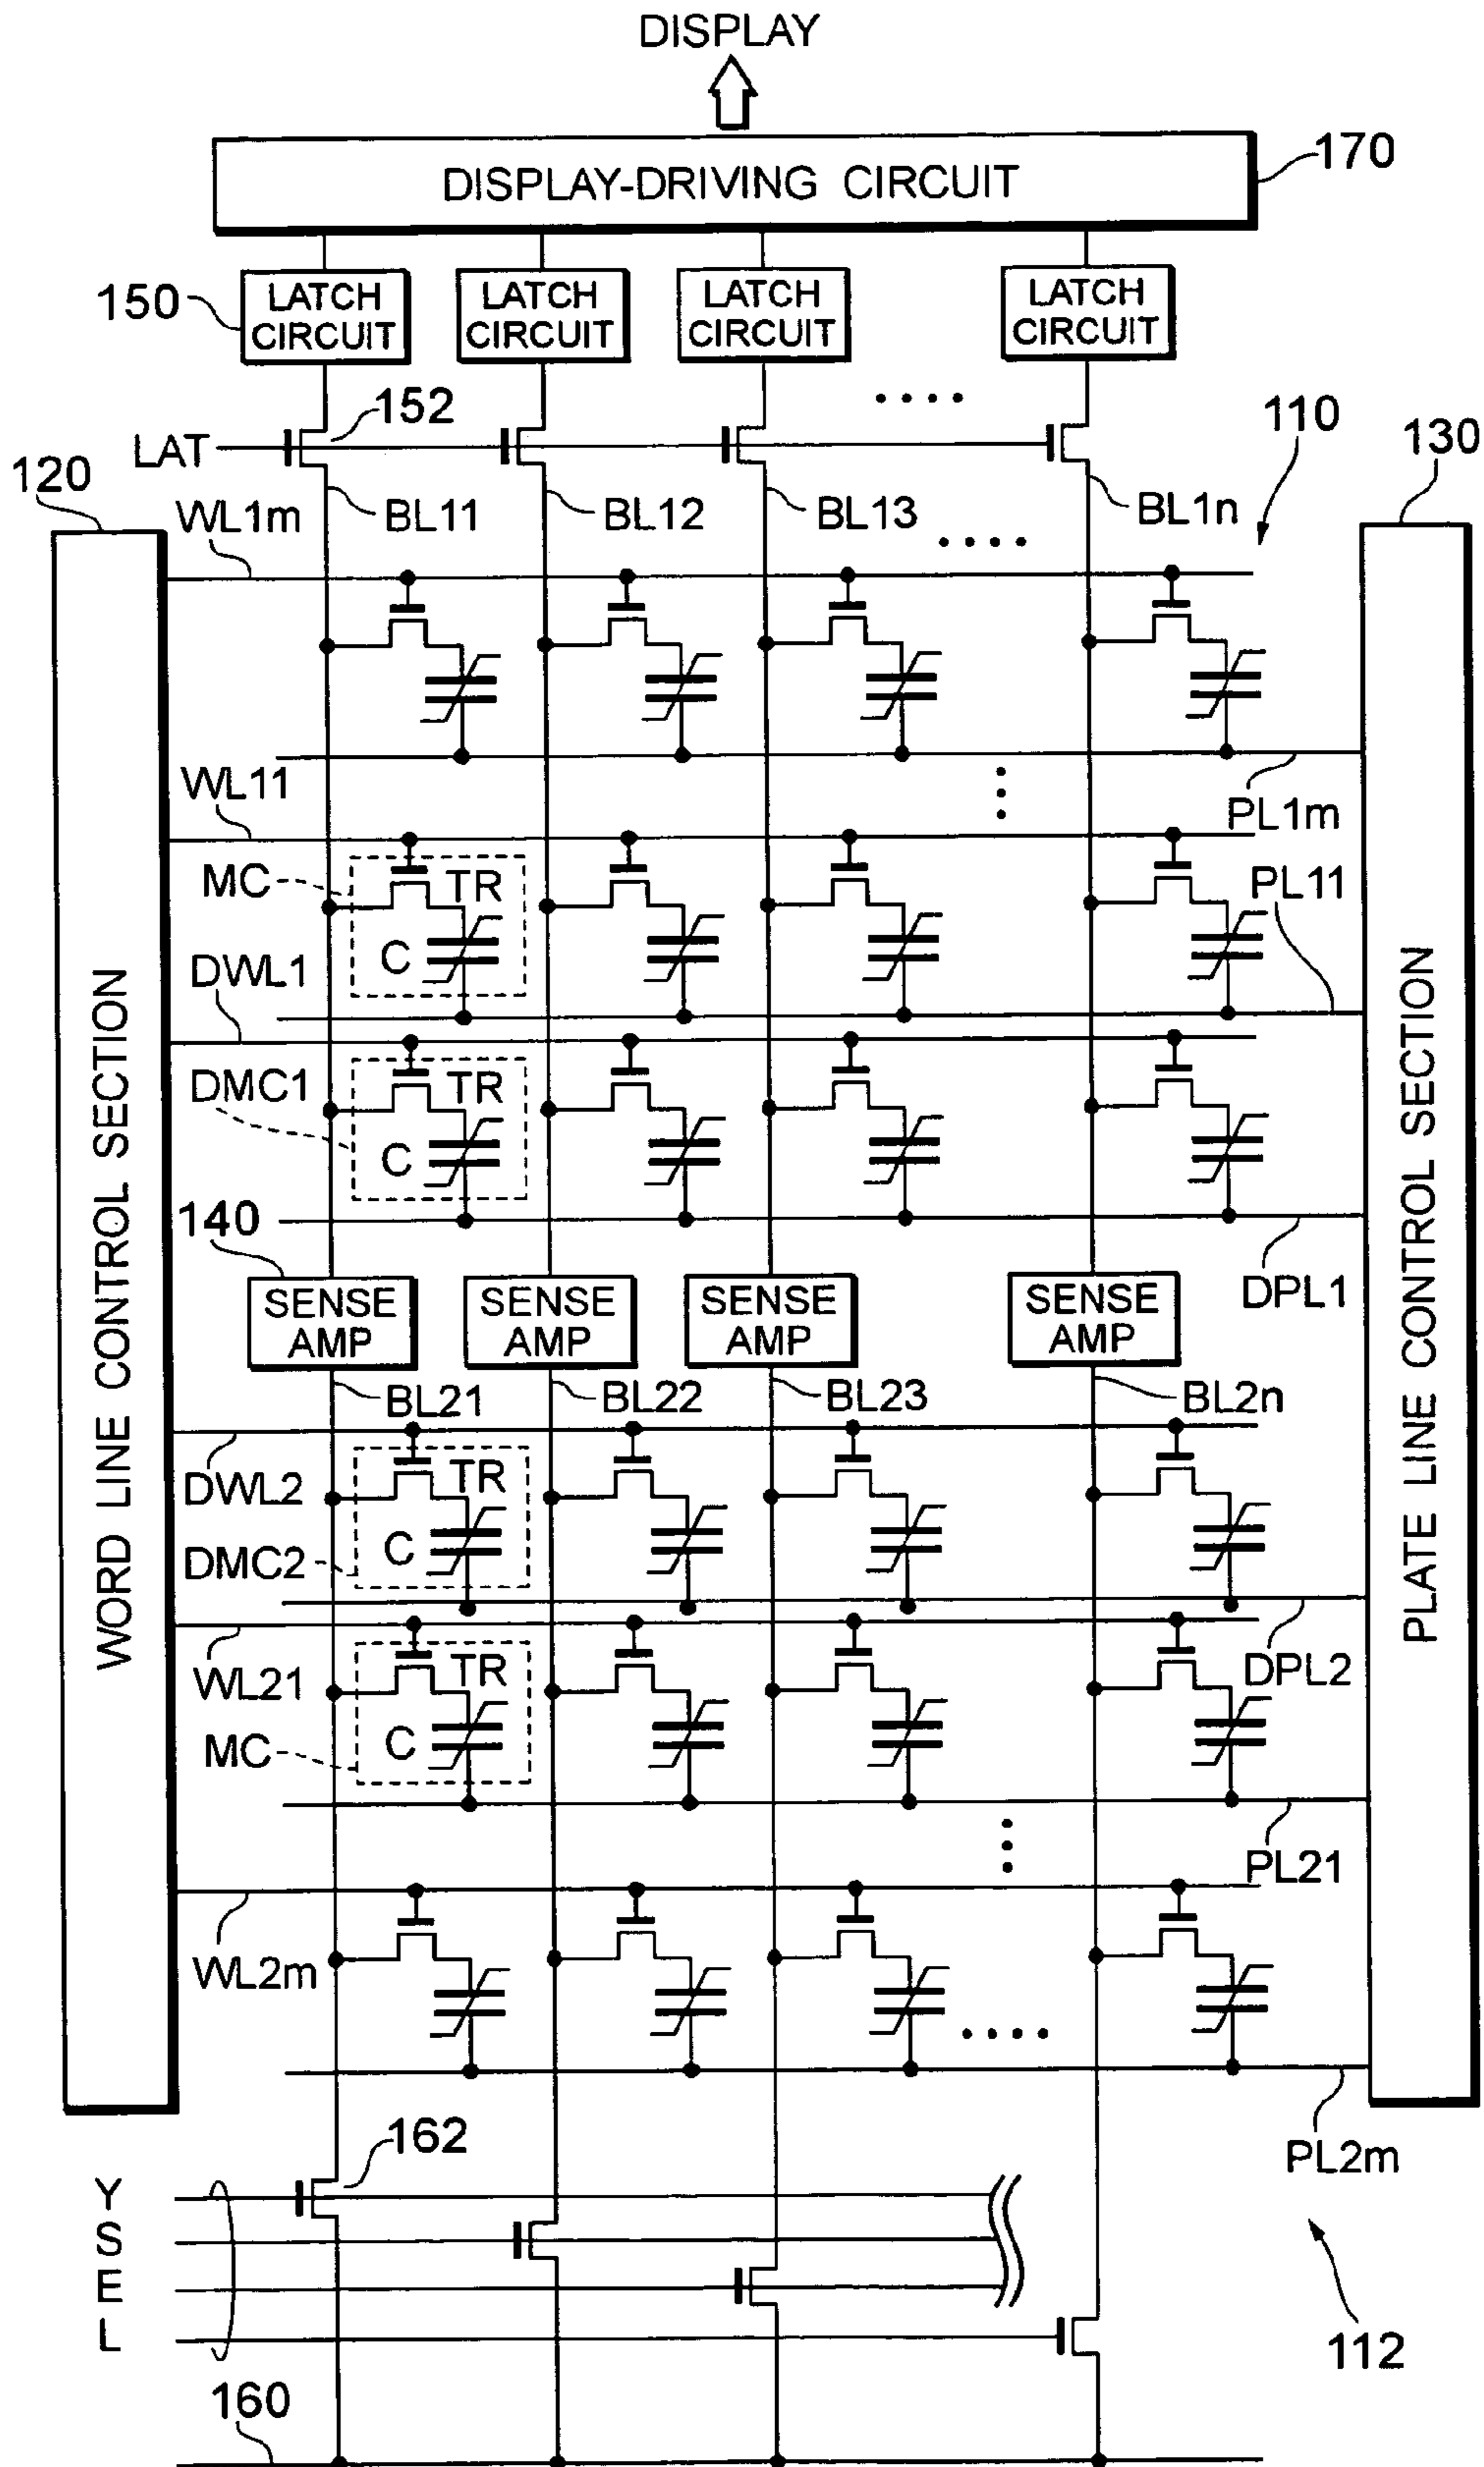 DISPLAY
DISPLAY-DRIVING CIRCUIT
170
150
LATCH
CIRCUIT
LATCH
CIRCUIT
LATCH
CIRCUIT
LATCH
CIRCUIT
152
LAT
110
130
120
WL1m
BL11
BL12
BL13
BL1n
WL11
PL1m
MC
TR
C
PL11
DWL1
DMC1
TR
C
140
DPL1
SENSE
AMP
SENSE
AMP
SENSE
AMP
SENSE
AMP
BL21
BL22
BL23
BL2n
WORD LINE CONTROL SECTION
PLATE LINE CONTROL SECTION
DWL2
TR
C
DMC2
WL21
TR
C
DPL2
MC
PL21
WL2m
162
PL2m
Y
S
E
L
112
160